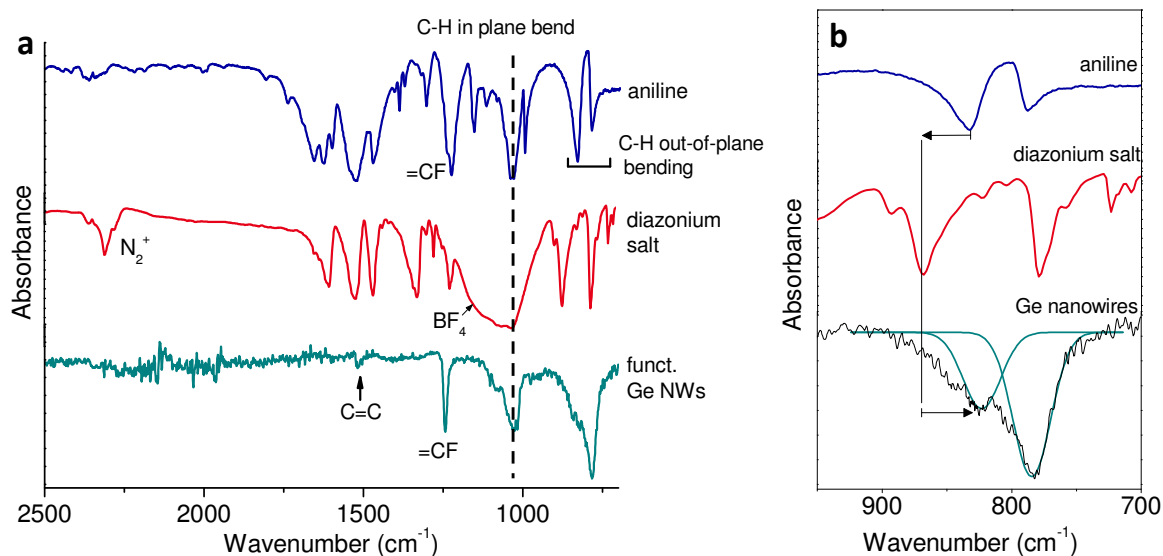 a
C-H in plane bend
aniline
C-H out-of-plane
bending
=CF
diazonium
salt
N₂⁺
BF₄
funct.
Ge NWs
C=C
=CF
Absorbance
2500 2000 1500 1000
Wavenumber (cm⁻¹)
b
aniline
diazonium salt
Ge nanowires
Absorbance
900 800 700
Wavenumber (cm⁻¹)